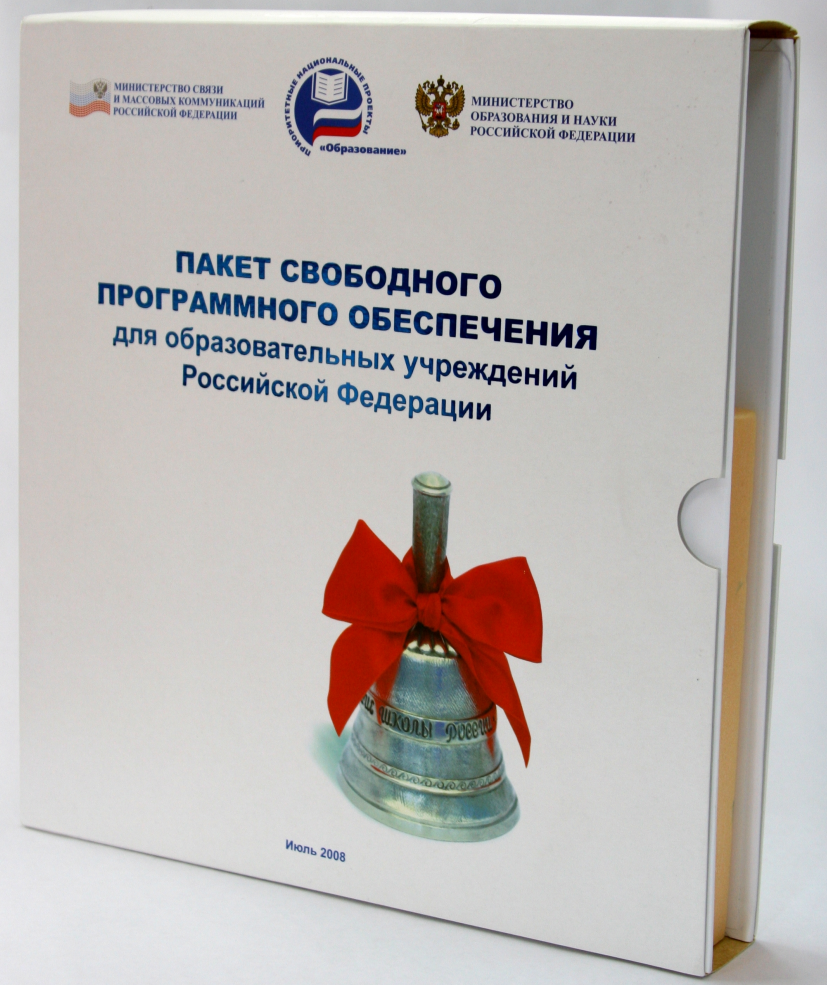 МИНИСТЕРСТВО СВЯЗИ
И МАССОВЫХ КОММУНИКАЦИЙ
РОССИЙСКОЙ ФЕДЕРАЦИИ
ПРИОРИТЕТНЫЕ НАЦИОНАЛЬНЫЕ ПРОЕКТЫ
«Образование»
МИНИСТЕРСТВО
ОБРАЗОВАНИЯ И НАУКИ
РОССИЙСКОЙ ФЕДЕРАЦИИ
ПАКЕТ СВОБОДНОГО
ПРОГРАММНОГО ОБЕСПЕЧЕНИЯ
для образовательных учреждений
Российской Федерации
ШКОЛЫ РОССИИ
Июль 2008